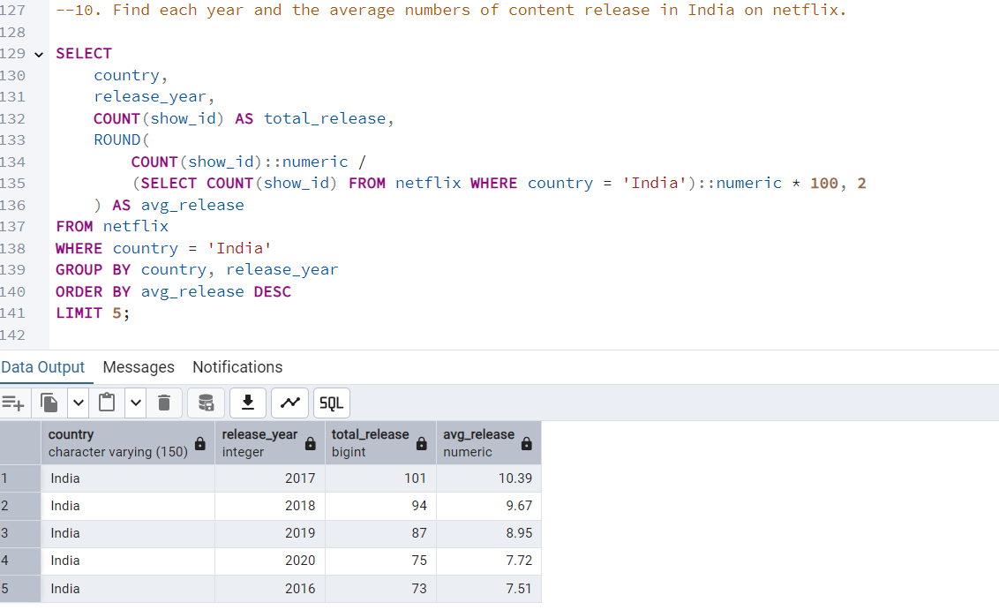 127 --10. Find each year and the average numbers of content release in India on netflix.
128
129 SELECT
130     country,
131     release_year,
132     COUNT(show_id) AS total_release,
133     ROUND(
134         COUNT(show_id)::numeric /
135         (SELECT COUNT(show_id) FROM netflix WHERE country = 'India')::numeric * 100, 2
136     ) AS avg_release
137 FROM netflix
138 WHERE country = 'India'
139 GROUP BY country, release_year
140 ORDER BY avg_release DESC
141 LIMIT 5;
142
Data Output Messages Notifications
SQL
country release_year total_release avg_release
character varying (150) integer bigint numeric
1 India 2017 101 10.39
2 India 2018 94 9.67
3 India 2019 87 8.95
4 India 2020 75 7.72
5 India 2016 73 7.51